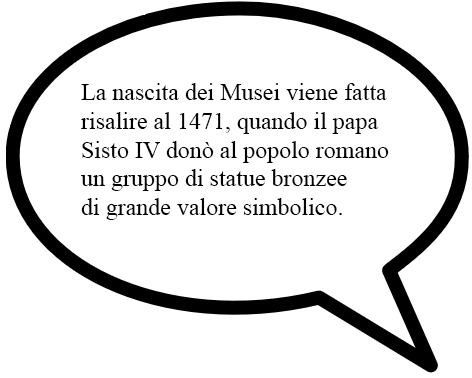 La nascita dei Musei viene fatta
risalire al 1471, quando il papa
Sisto IV donò al popolo romano
un gruppo di statue bronzee
di grande valore simbolico.